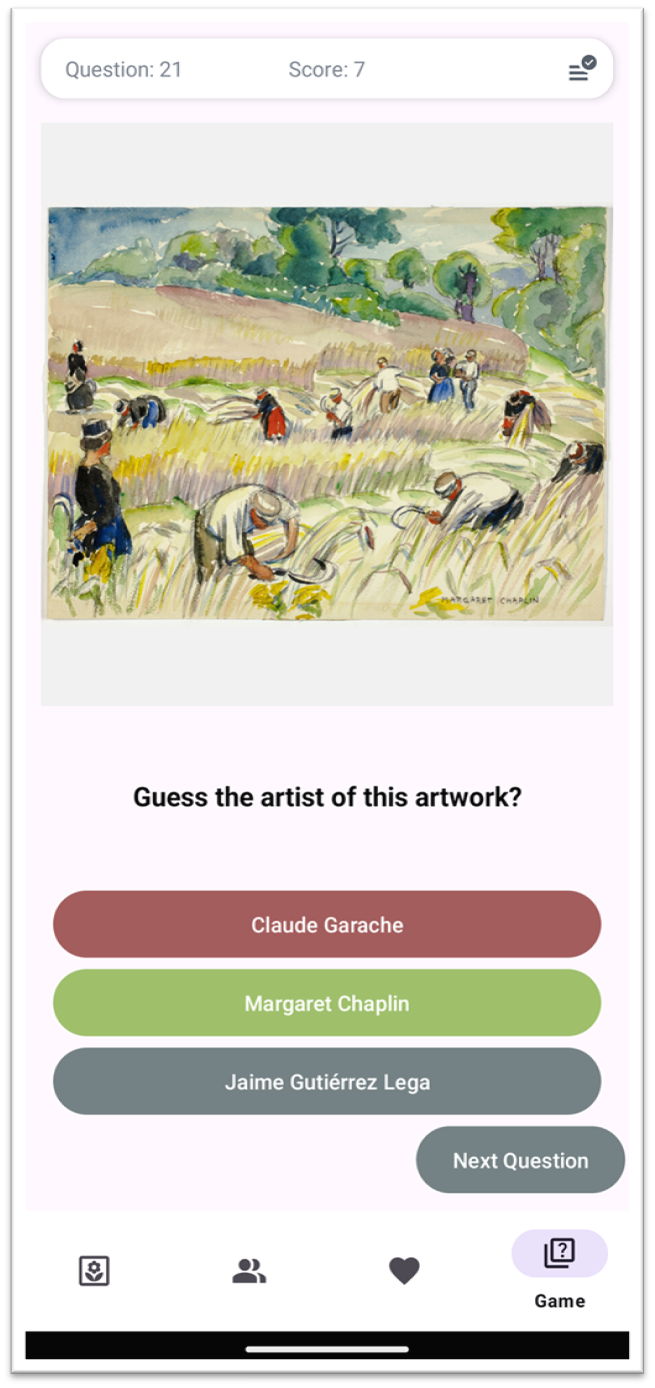 Question: 21 Score: 7
MARGARET CHAPLIN
Guess the artist of this artwork?
Claude Garache
Margaret Chaplin
Jaime Gutiérrez Lega
Next Question
?
Game